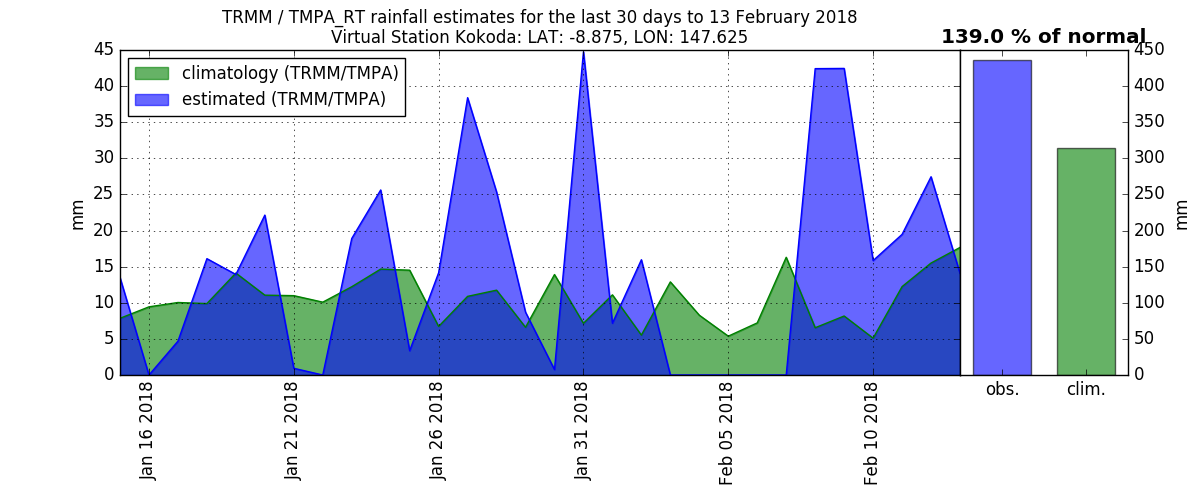 TRMM / TMPA_RT rainfall estimates for the last 30 days to 13 February 2018
Virtual Station Kokoda: LAT: -8.875, LON: 147.625
139.0 % of normal
climatology (TRMM/TMPA)
estimated (TRMM/TMPA)
45
40
35
30
25
20
15
10
5
0
mm
Jan 16 2018
Jan 21 2018
Jan 26 2018
Jan 31 2018
Feb 05 2018
Feb 10 2018
450
400
350
300
250
200
150
100
50
0
mm
obs.
clim.